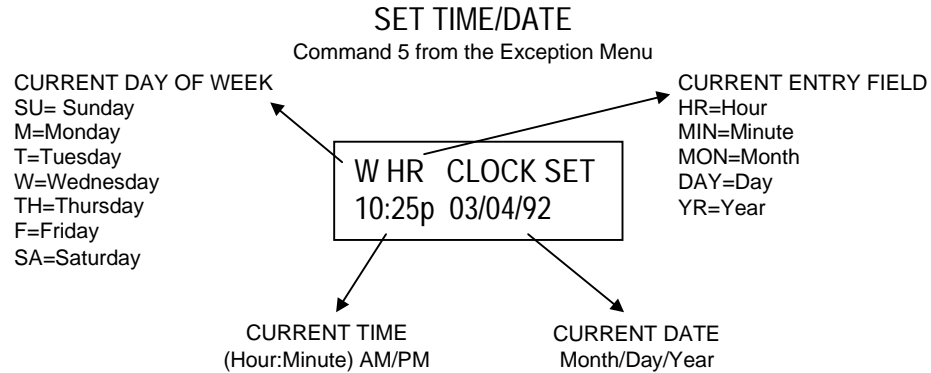 SET TIME/DATE
Command 5 from the Exception Menu
CURRENT DAY OF WEEK
SU= Sunday
M=Monday
T=Tuesday
W=Wednesday
TH=Thursday
F=Friday
SA=Saturday
W HR CLOCK SET
10:25p 03/04/92
CURRENT ENTRY FIELD
HR=Hour
MIN=Minute
MON=Month
DAY=Day
YR=Year
CURRENT TIME
(Hour:Minute) AM/PM
CURRENT DATE
Month/Day/Year